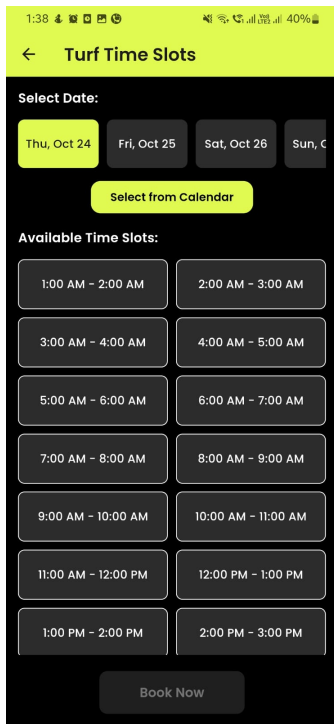 1:38 40%
← Turf Time Slots
Select Date:
Thu, Oct 24 Fri, Oct 25 Sat, Oct 26 Sun,
Select from Calendar
Available Time Slots:
1:00 AM - 2:00 AM 2:00 AM - 3:00 AM
3:00 AM - 4:00 AM 4:00 AM - 5:00 AM
5:00 AM - 6:00 AM 6:00 AM - 7:00 AM
7:00 AM - 8:00 AM 8:00 AM - 9:00 AM
9:00 AM - 10:00 AM 10:00 AM - 11:00 AM
11:00 AM - 12:00 PM 12:00 PM - 1:00 PM
1:00 PM - 2:00 PM 2:00 PM - 3:00 PM
Book Now